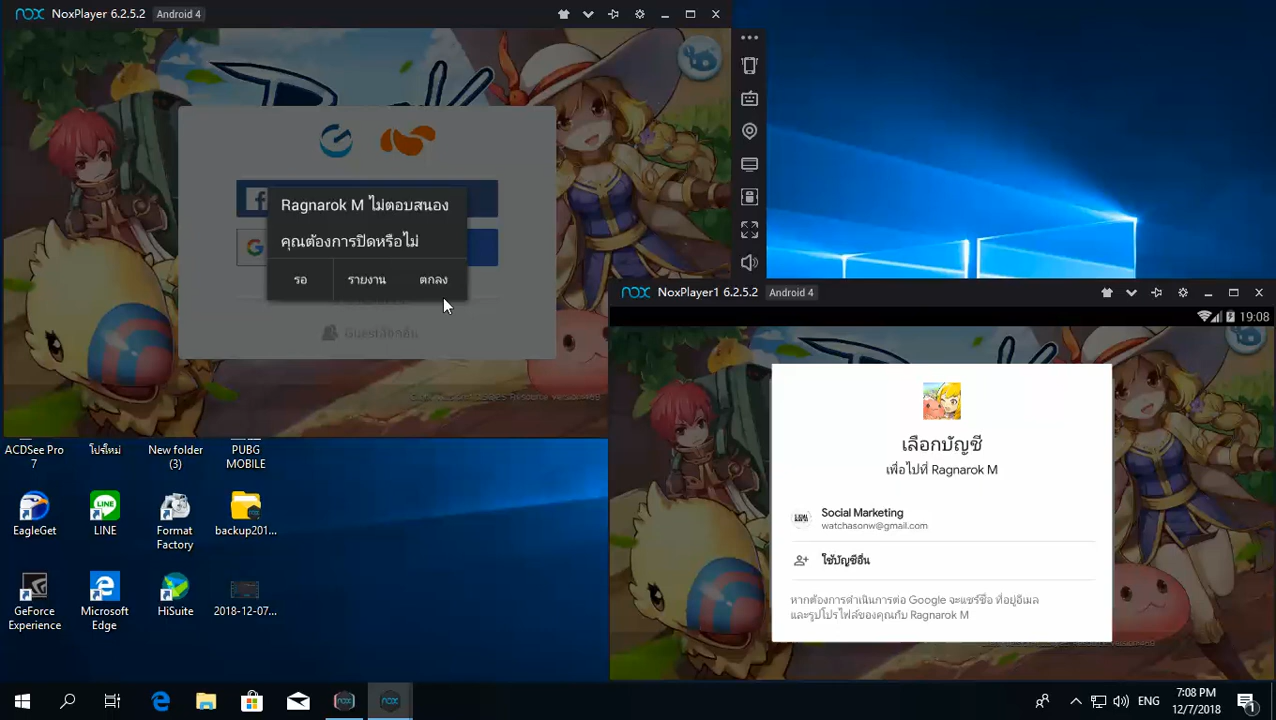 nox NoxPlayer 6.2.5.2 Android 4
Ragnarok M ไม่ตอบสนอง
คุณต้องการปิดหรือไม่
รอ รายงาน ตกลง
Guest
nox NoxPlayer1 6.2.5.2 Android 4
19:08
เลือกบัญชี
เพื่อไปที่ Ragnarok M
Social Marketing
watchasonw@gmail.com
ใช้บัญชีอื่น
หากต้องการดำเนินการต่อ Google จะแชร์ชื่อ ที่อยู่อีเมล
และรูปโปรไฟล์ของคุณกับ Ragnarok M
ACDSee Pro
7
โปรใหม่
New folder
(3)
PUBG
MOBILE
EagleGet
LINE
Format
Factory
backup201...
GeForce
Experience
Microsoft
Edge
HiSuite
2018-12-07...
ENG
7:08 PM
12/7/2018
1